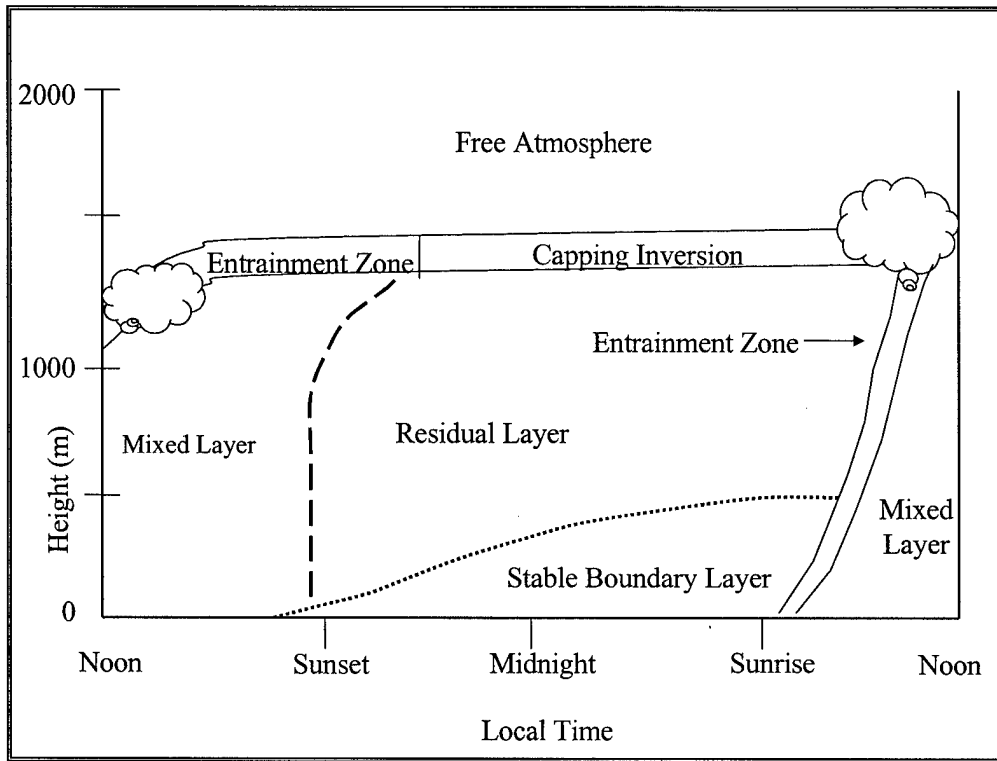 2000
Free Atmosphere
Entrainment Zone
Capping Inversion
Entrainment Zone
1000
Mixed Layer
Residual Layer
Height (m)
Mixed
Layer
Stable Boundary Layer
0
Noon
Sunset
Midnight
Sunrise
Noon
Local Time